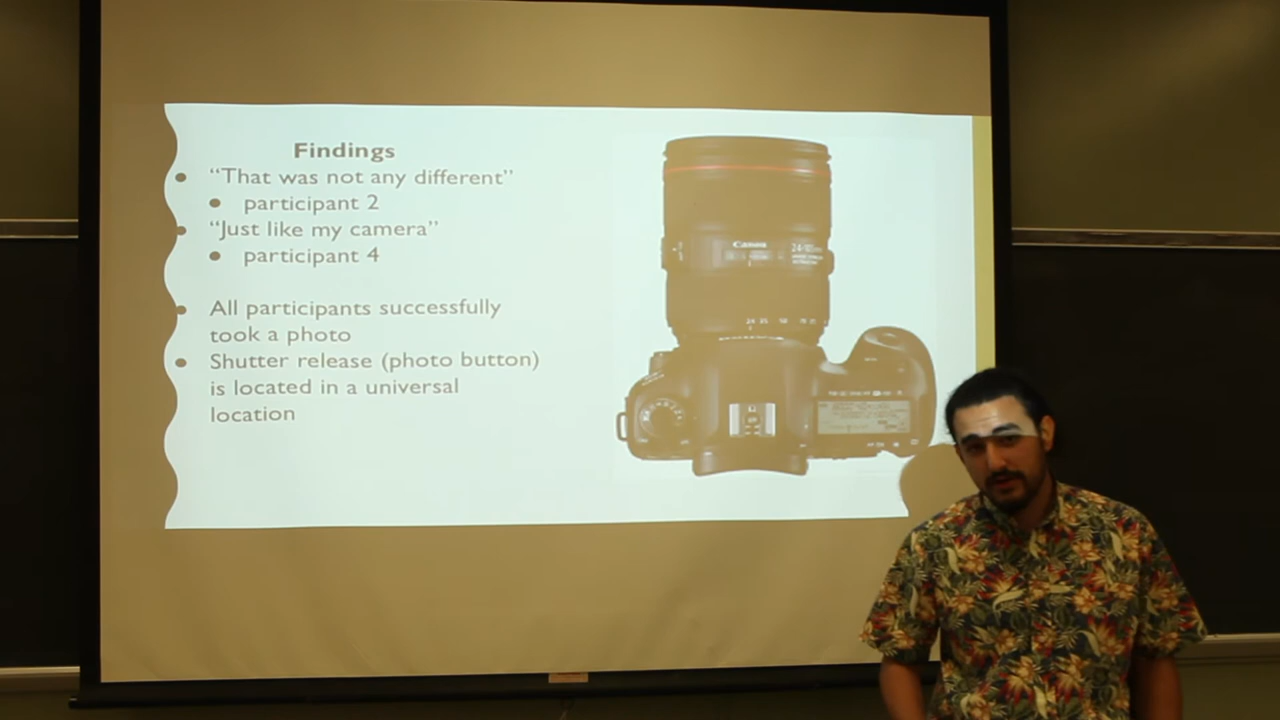 Findings
“That was not any different”
participant 2
“Just like my camera”
participant 4
All participants successfully
took a photo
Shutter release (photo button)
is located in a universal
location
Canon